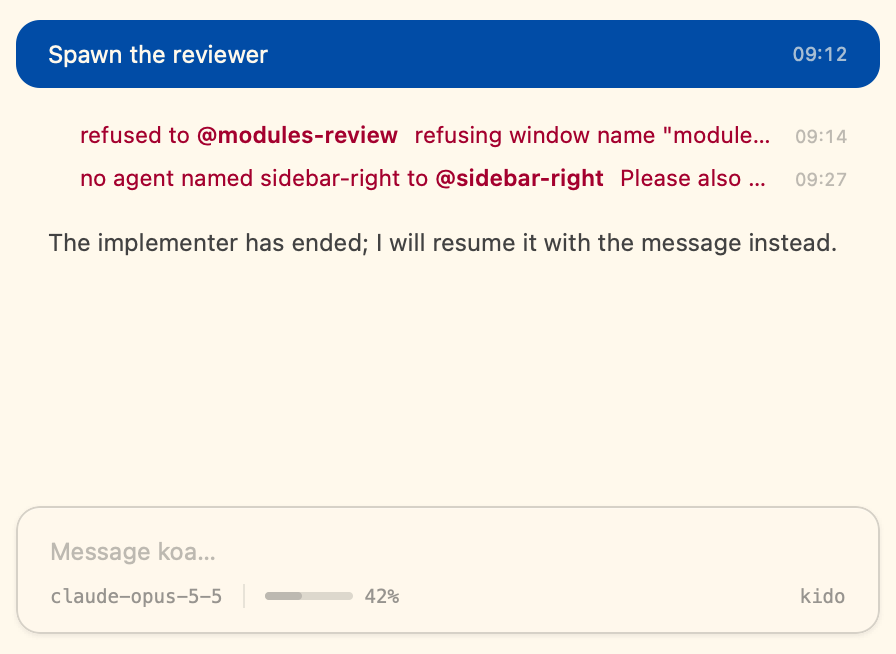 Spawn the reviewer 09:12
refused to @modules-review refusing window name "module... 09:14
no agent named sidebar-right to @sidebar-right Please also ... 09:27
The implementer has ended; I will resume it with the message instead.
Message koa...
claude-opus-5-5 42% kido